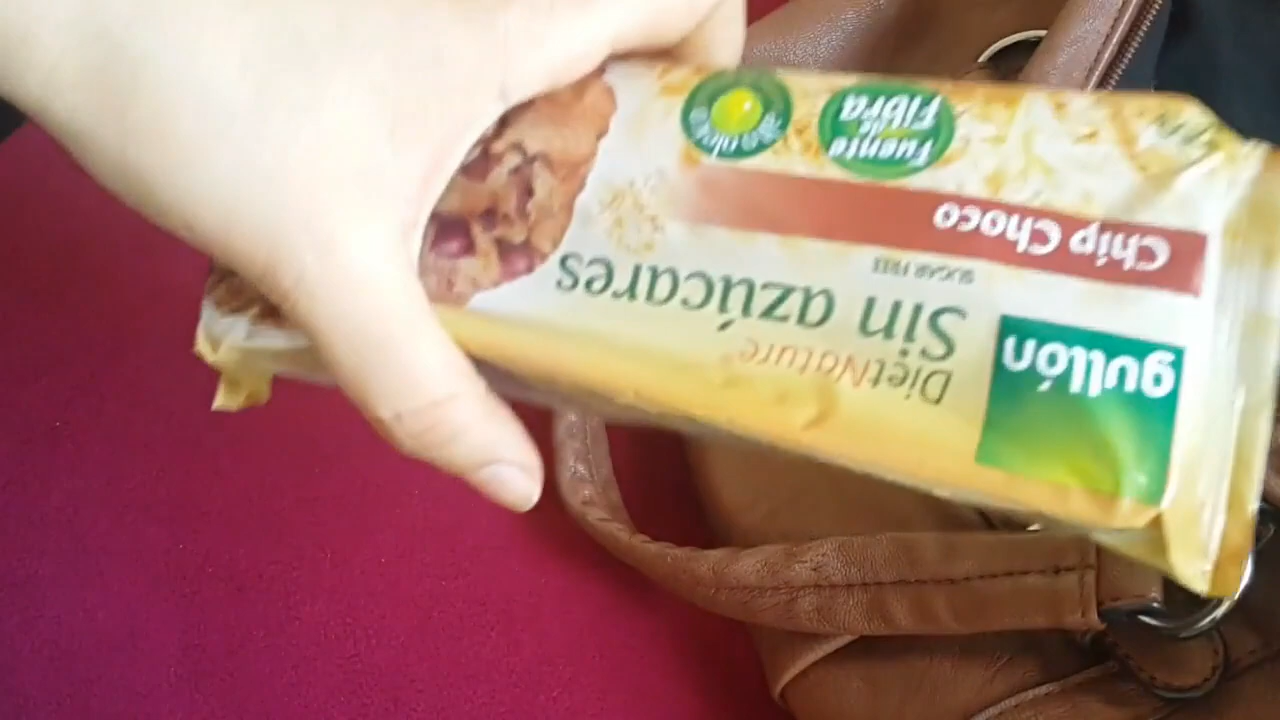 gullón
DietNature
Sin azúcares
SUGAR FREE
Chip Choco
Fuente
de
Fibra